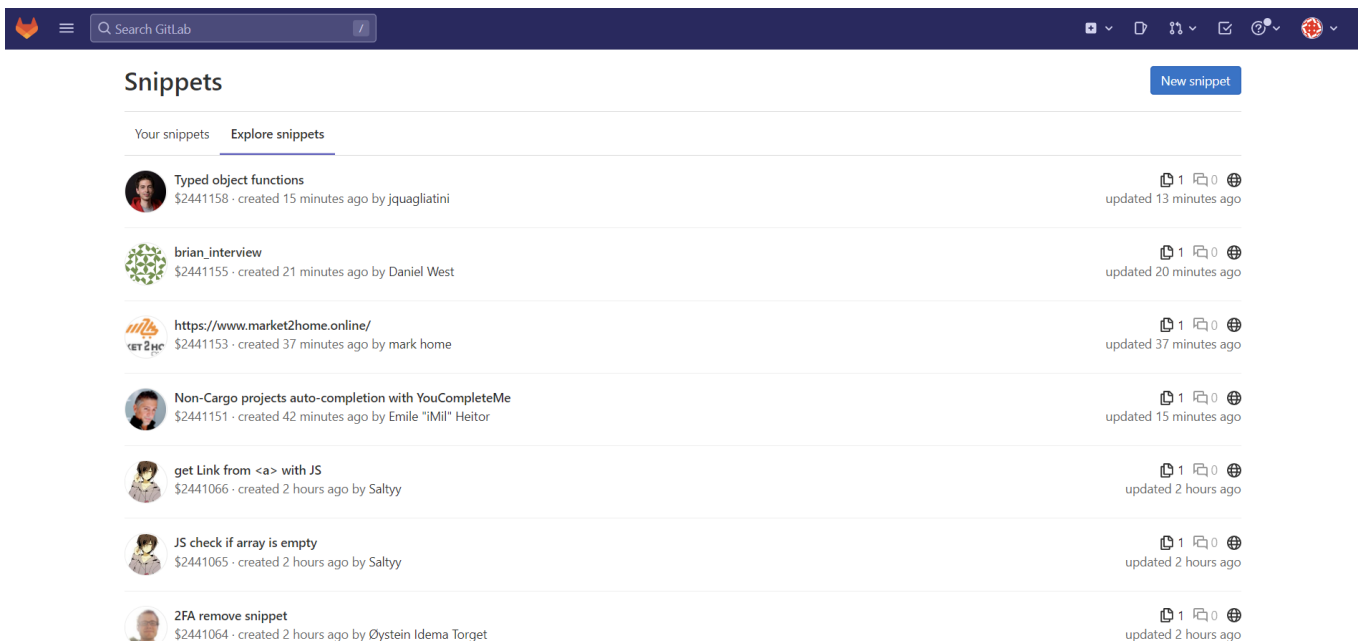 Search GitLab /
Snippets
New snippet
Your snippets Explore snippets
Typed object functions 1 0
$2441158 · created 15 minutes ago by jquagliatini updated 13 minutes ago
brian_interview 1 0
$2441155 · created 21 minutes ago by Daniel West updated 20 minutes ago
https://www.market2home.online/ 1 0
KET 2 HO $2441153 · created 37 minutes ago by mark home updated 37 minutes ago
Non-Cargo projects auto-completion with YouCompleteMe 1 0
$2441151 · created 42 minutes ago by Emile "iMil" Heitor updated 15 minutes ago
get Link from <a> with JS 1 0
$2441066 · created 2 hours ago by Saltyy updated 2 hours ago
JS check if array is empty 1 0
$2441065 · created 2 hours ago by Saltyy updated 2 hours ago
2FA remove snippet 1 0
$2441064 · created 2 hours ago by Øystein Idema Torget updated 2 hours ago